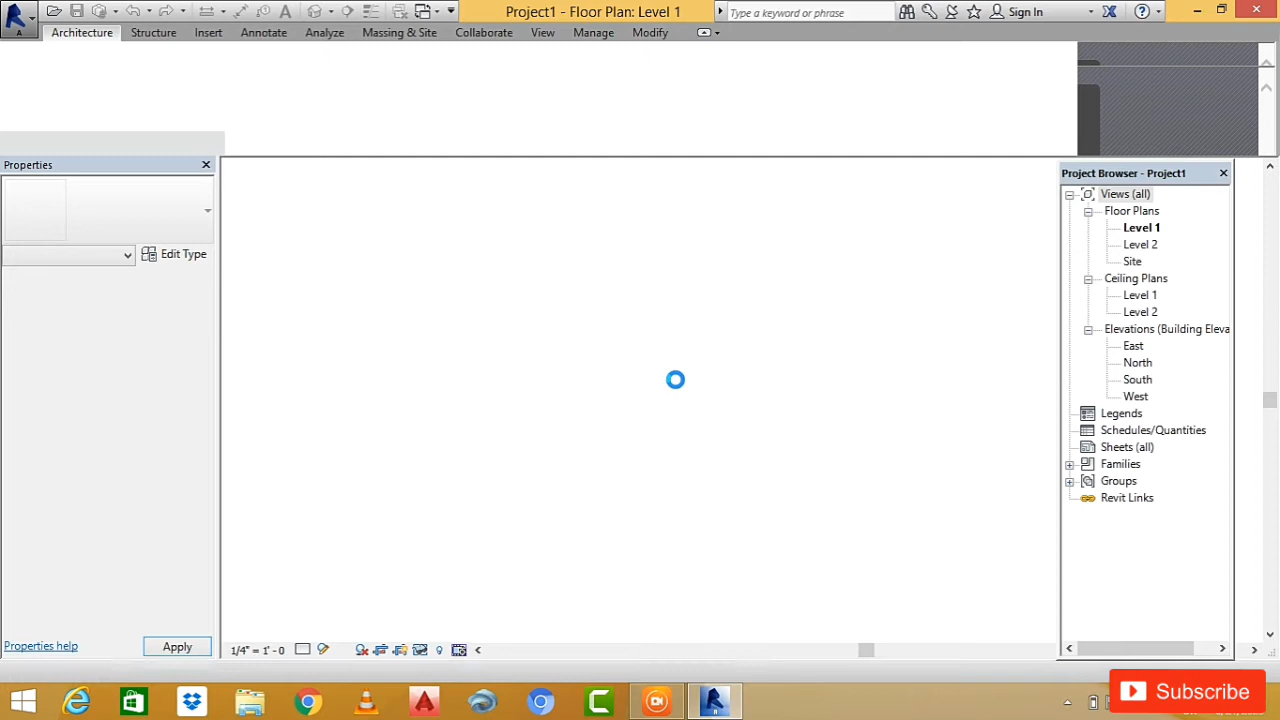 Project1 - Floor Plan: Level 1
Type a keyword or phrase
Sign In
Architecture
Structure
Insert
Annotate
Analyze
Massing & Site
Collaborate
View
Manage
Modify
Properties
Edit Type
Properties help
Apply
1/4" = 1' - 0
Project Browser - Project1
Views (all)
Floor Plans
Level 1
Level 2
Site
Ceiling Plans
Level 1
Level 2
Elevations (Building Eleva
East
North
South
West
Legends
Schedules/Quantities
Sheets (all)
Families
Groups
Revit Links
Subscribe